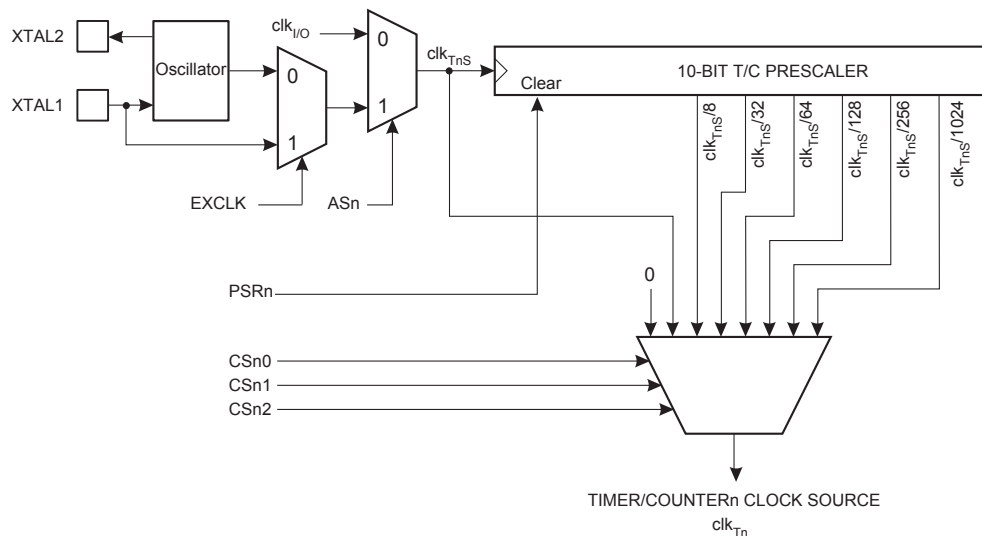 XTAL2
XTAL1
Oscillator
0
1
EXCLK
clkI/O
0
1
ASn
clkTnS
10-BIT T/C PRESCALER
Clear
clkTnS/8
clkTnS/32
clkTnS/64
clkTnS/128
clkTnS/256
clkTnS/1024
PSRn
0
CSn0
CSn1
CSn2
TIMER/COUNTERn CLOCK SOURCE
clkTn